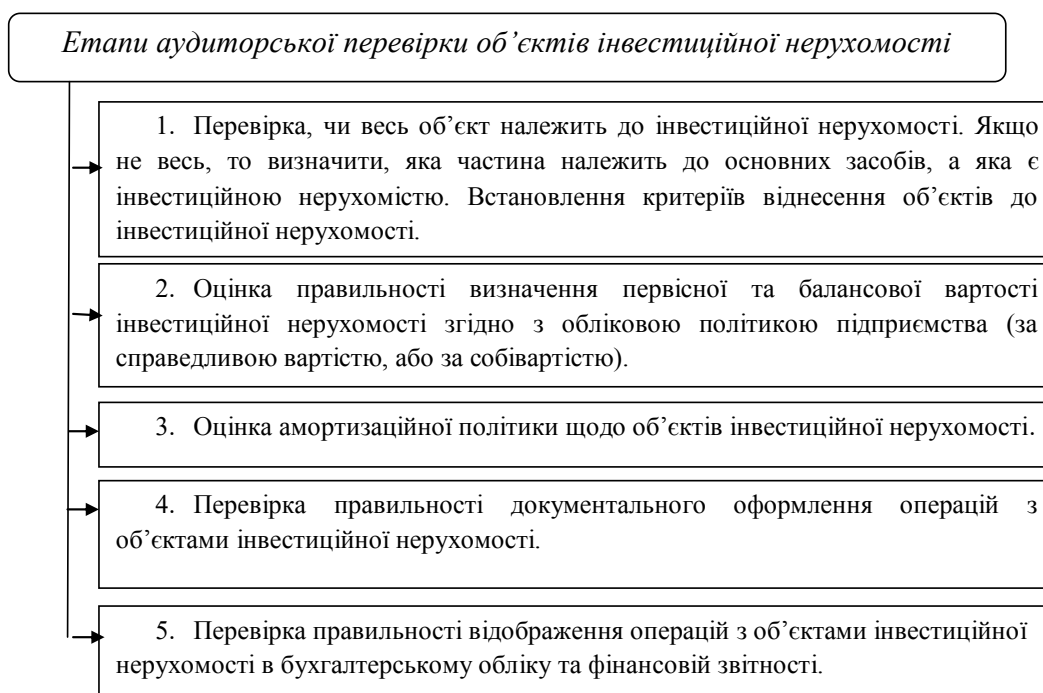 Етапи аудиторської перевірки об’єктів інвестиційної нерухомості
1. Перевірка, чи весь об’єкт належить до інвестиційної нерухомості. Якщо
не весь, то визначити, яка частина належить до основних засобів, а яка є
інвестиційною нерухомістю. Встановлення критеріїв віднесення об’єктів до
інвестиційної нерухомості.
2. Оцінка правильності визначення первісної та балансової вартості
інвестиційної нерухомості згідно з обліковою політикою підприємства (за
справедливою вартістю, або за собівартістю).
3. Оцінка амортизаційної політики щодо об’єктів інвестиційної нерухомості.
4. Перевірка правильності документального оформлення операцій з
об’єктами інвестиційної нерухомості.
5. Перевірка правильності відображення операцій з об’єктами інвестиційної
нерухомості в бухгалтерському обліку та фінансовій звітності.